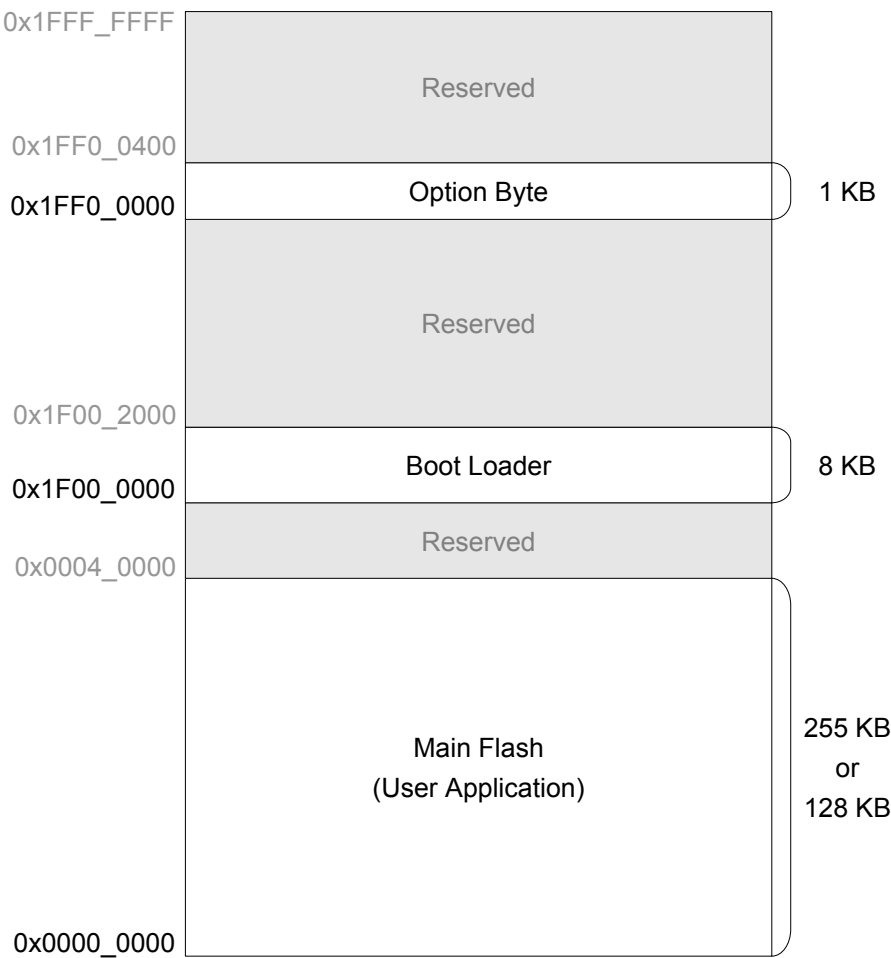 0x1FFF_FFFF
Reserved
0x1FF0_0400
Option Byte
1 KB
0x1FF0_0000
Reserved
0x1F00_2000
Boot Loader
8 KB
0x1F00_0000
Reserved
0x0004_0000
Main Flash
(User Application)
255 KB
or
128 KB
0x0000_0000